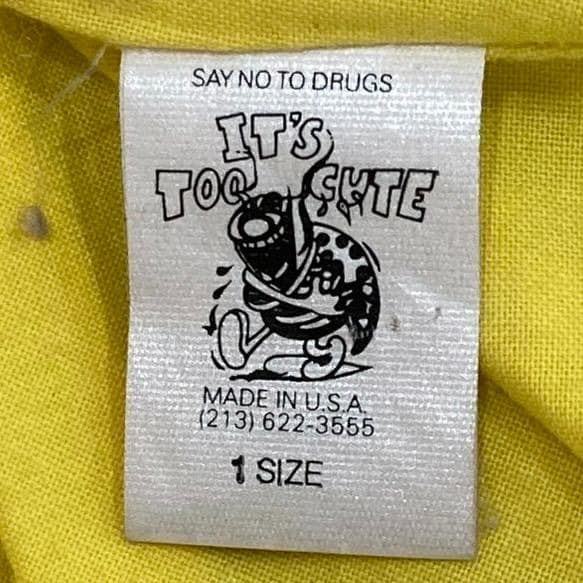 SAY NO TO DRUGS
IT'S
TOO CUTE
MADE IN U.S.A.
(213) 622-3555
1 SIZE